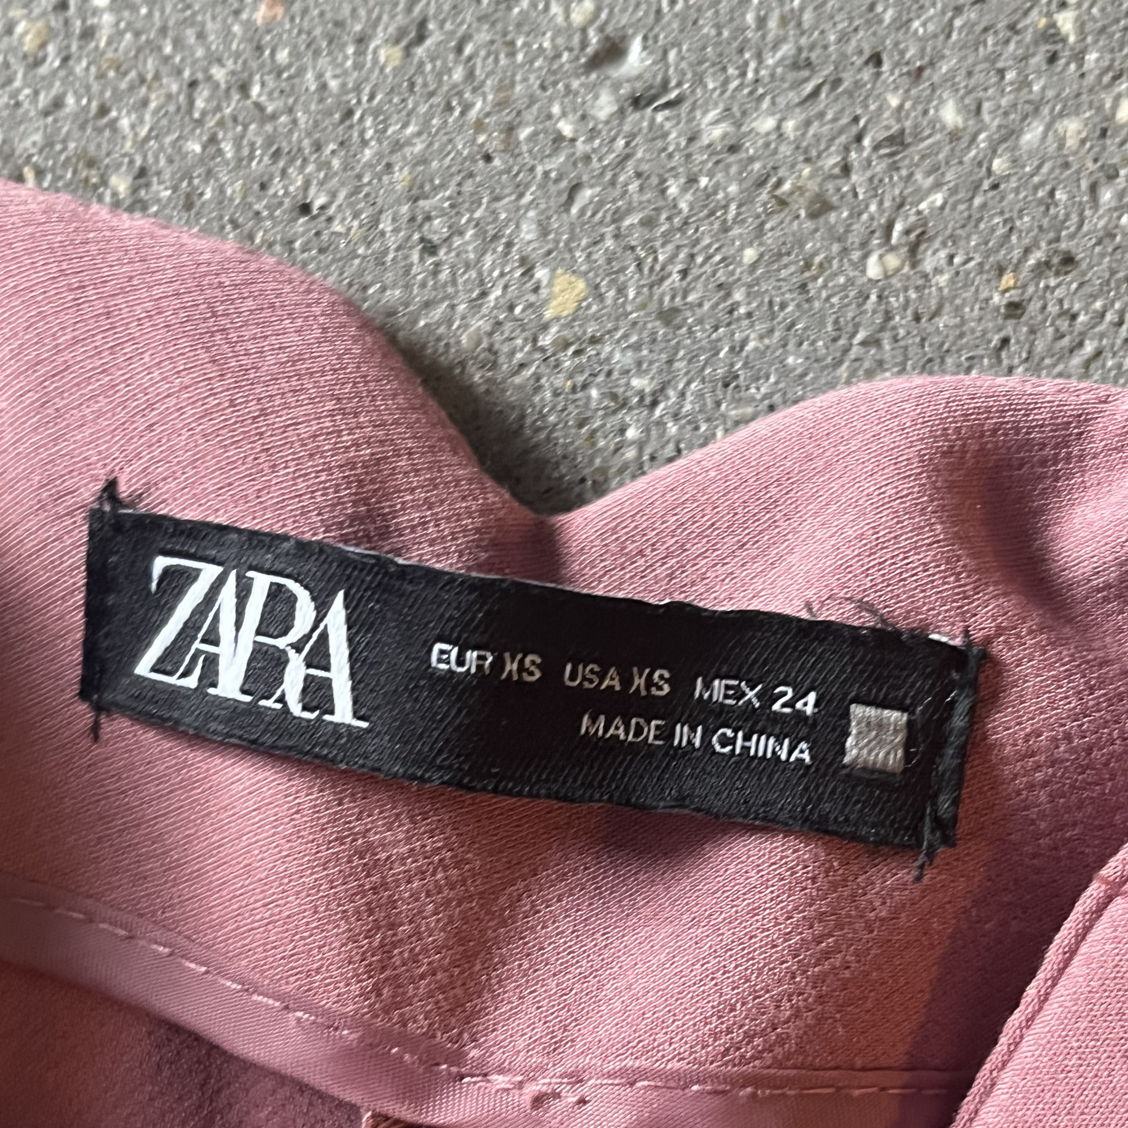 ZARA
EUR XS USA XS MEX 24
MADE IN CHINA